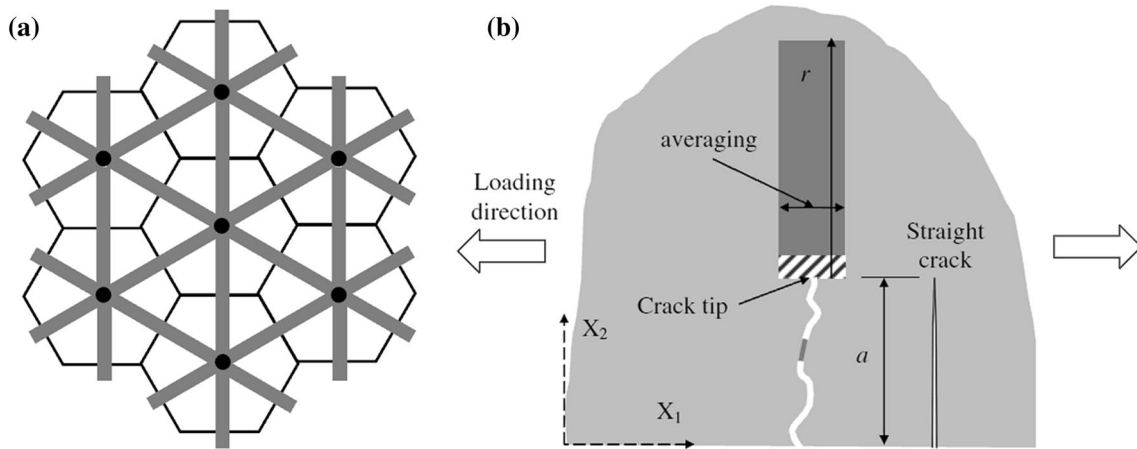 (a)
(b)
r
averaging
Loading
direction
Straight
crack
Crack tip
X2
a
X1